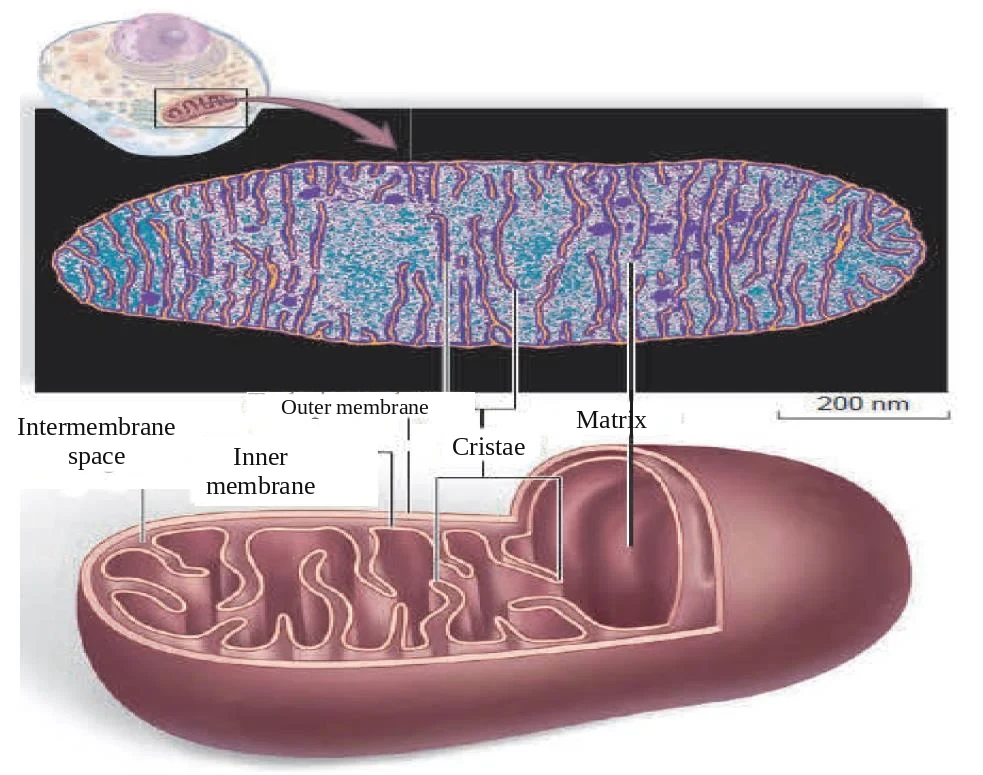 200 nm
Outer membrane
Intermembrane
space
Matrix
Cristae
Inner
membrane